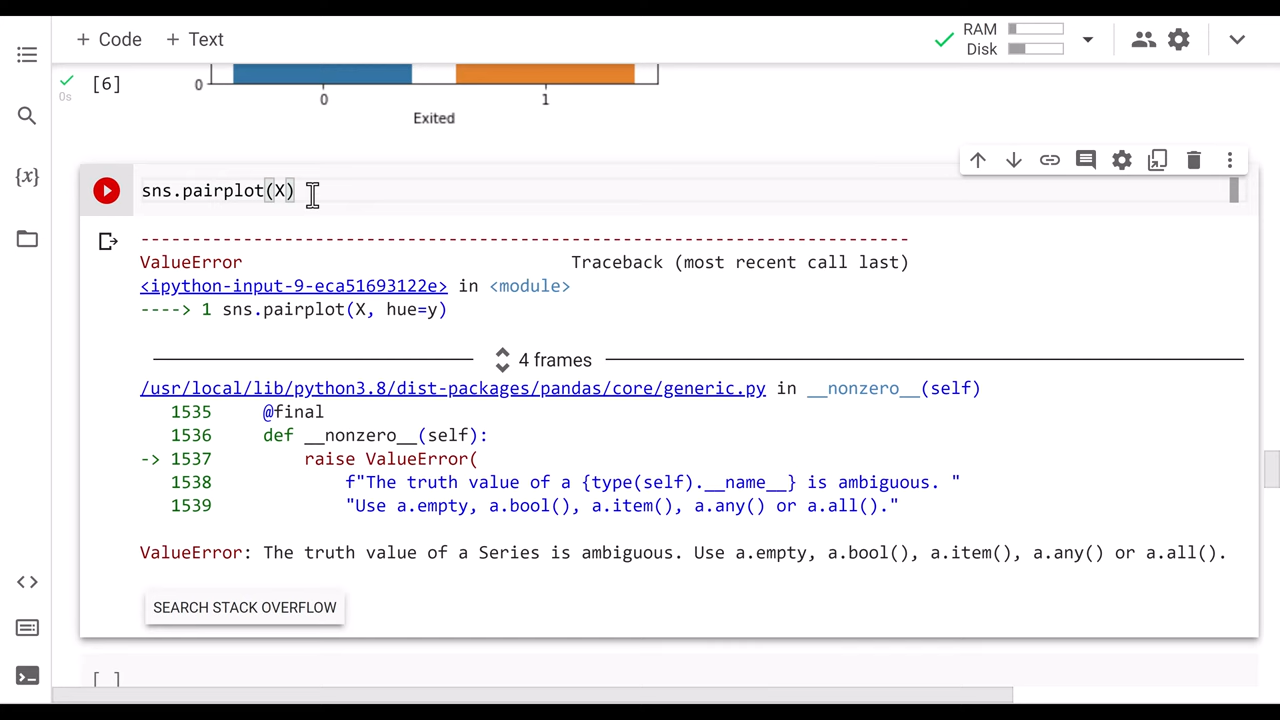 + Code + Text
RAM
Disk
[6]
0s
0
0
1
Exited
{x}
sns.pairplot(X)
---------------------------------------------------------------------------
ValueError Traceback (most recent call last)
<ipython-input-9-eca51693122e> in <module>
----> 1 sns.pairplot(X, hue=y)
4 frames
/usr/local/lib/python3.8/dist-packages/pandas/core/generic.py in __nonzero__(self)
1535 @final
1536 def __nonzero__(self):
-> 1537 raise ValueError(
1538 f"The truth value of a {type(self).__name__} is ambiguous. "
1539 "Use a.empty, a.bool(), a.item(), a.any() or a.all()."
ValueError: The truth value of a Series is ambiguous. Use a.empty, a.bool(), a.item(), a.any() or a.all().
SEARCH STACK OVERFLOW
[ ]